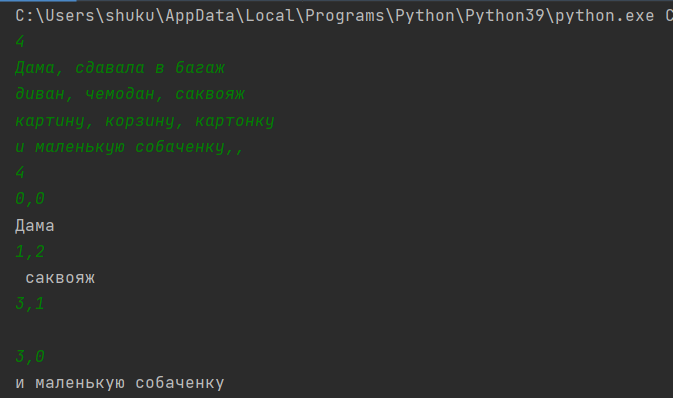 C:\Users\shuku\AppData\Local\Programs\Python\Python39\python.exe C
4
Дама, сдавала в багаж
диван, чемодан, саквояж
картину, корзину, картонку
и маленькую собаченку,,
4
0,0
Дама
1,2
 саквояж
3,1

3,0
и маленькую собаченку